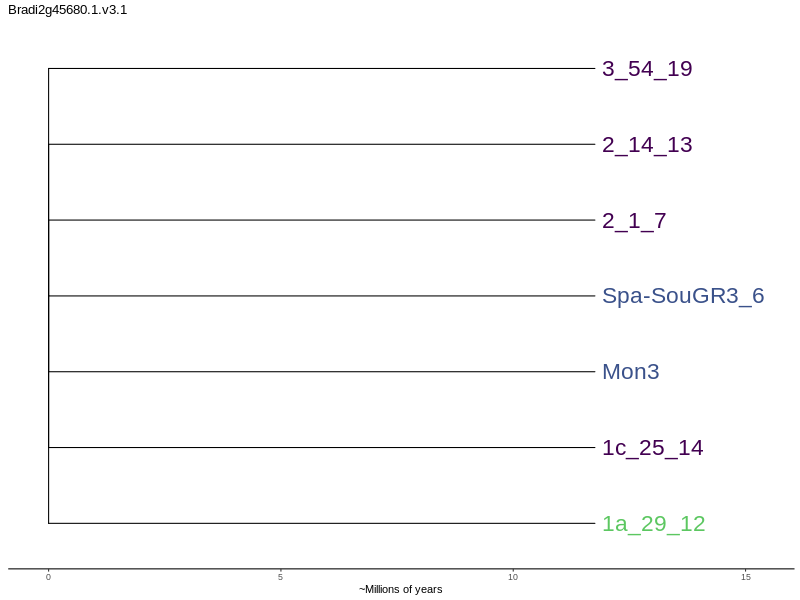 Bradi2g45680.1.v3.1
3_54_19
2_14_13
2_1_7
Spa-SouGR3_6
Mon3
1c_25_14
1a_29_12
0 5 10 15
~Millions of years